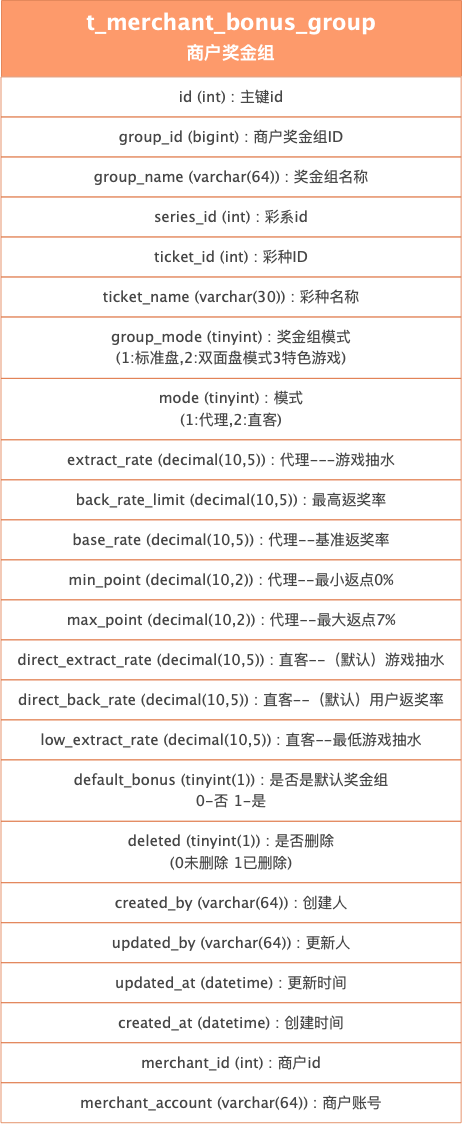 t_merchant_bonus_group
商户奖金组
id (int) : 主键id
group_id (bigint) : 商户奖金组ID
group_name (varchar(64)) : 奖金组名称
series_id (int) : 彩系id
ticket_id (int) : 彩种ID
ticket_name (varchar(30)) : 彩种名称
group_mode (tinyint) : 奖金组模式
(1:标准盘,2:双面盘模式3特色游戏)
mode (tinyint) : 模式
(1:代理,2:直客)
extract_rate (decimal(10,5)) : 代理---游戏抽水
back_rate_limit (decimal(10,5)) : 最高返奖率
base_rate (decimal(10,5)) : 代理--基准返奖率
min_point (decimal(10,2)) : 代理--最小返点0%
max_point (decimal(10,2)) : 代理--最大返点7%
direct_extract_rate (decimal(10,5)) : 直客--（默认）游戏抽水
direct_back_rate (decimal(10,5)) : 直客--（默认）用户返奖率
low_extract_rate (decimal(10,5)) : 直客--最低游戏抽水
default_bonus (tinyint(1)) : 是否是默认奖金组
0-否 1-是
deleted (tinyint(1)) : 是否删除
(0未删除 1已删除)
created_by (varchar(64)) : 创建人
updated_by (varchar(64)) : 更新人
updated_at (datetime) : 更新时间
created_at (datetime) : 创建时间
merchant_id (int) : 商户id
merchant_account (varchar(64)) : 商户账号